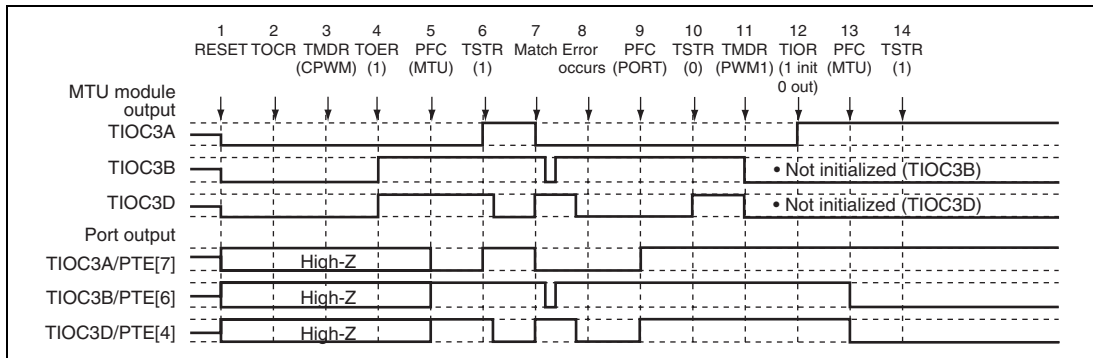 1 2 3 4 5 6 7 8 9 10 11 12 13 14
RESET TOCR TMDR TOER PFC TSTR Match Error PFC TSTR TMDR TIOR PFC TSTR
(CPWM) (1) (MTU) (1) occurs (PORT) (0) (PWM1) (1 init (MTU) (1)
0 out)
MTU module
output
TIOC3A
TIOC3B
• Not initialized (TIOC3B)
TIOC3D
• Not initialized (TIOC3D)
Port output
TIOC3A/PTE[7]
High-Z
TIOC3B/PTE[6]
High-Z
TIOC3D/PTE[4]
High-Z